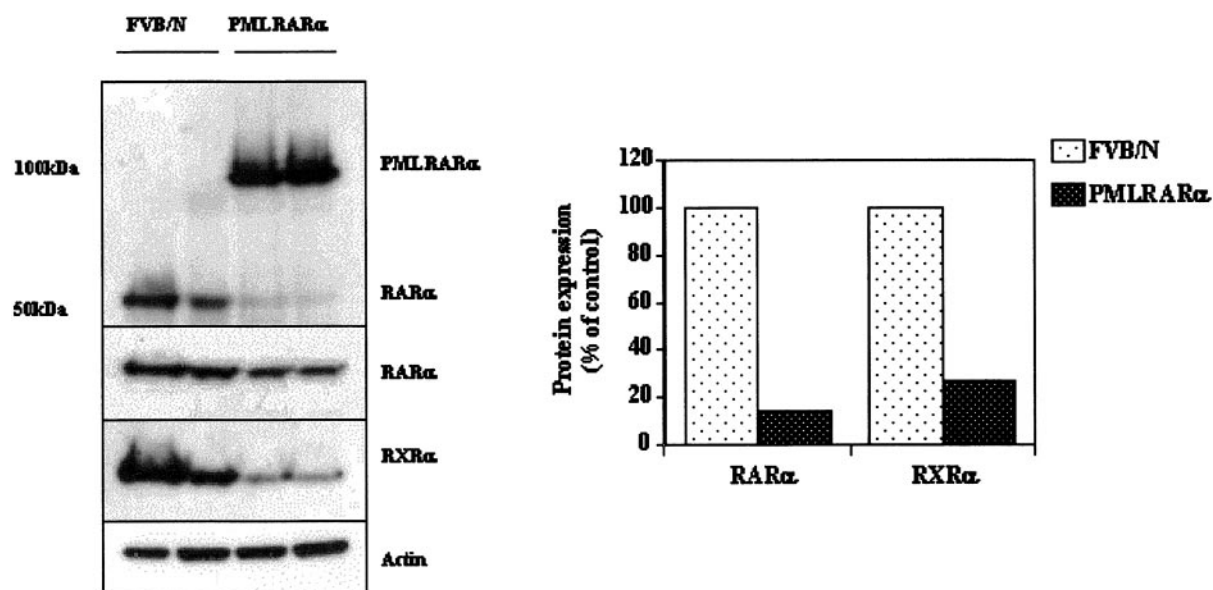 FVB/N PMLRARα
100kDa
PMLRARα
50kDa
RARα
RARα
RXRα
Actin
FVB/N
PMLRARα
Protein expression
(% of control)
120
100
80
60
40
20
0
RARα
RXRα